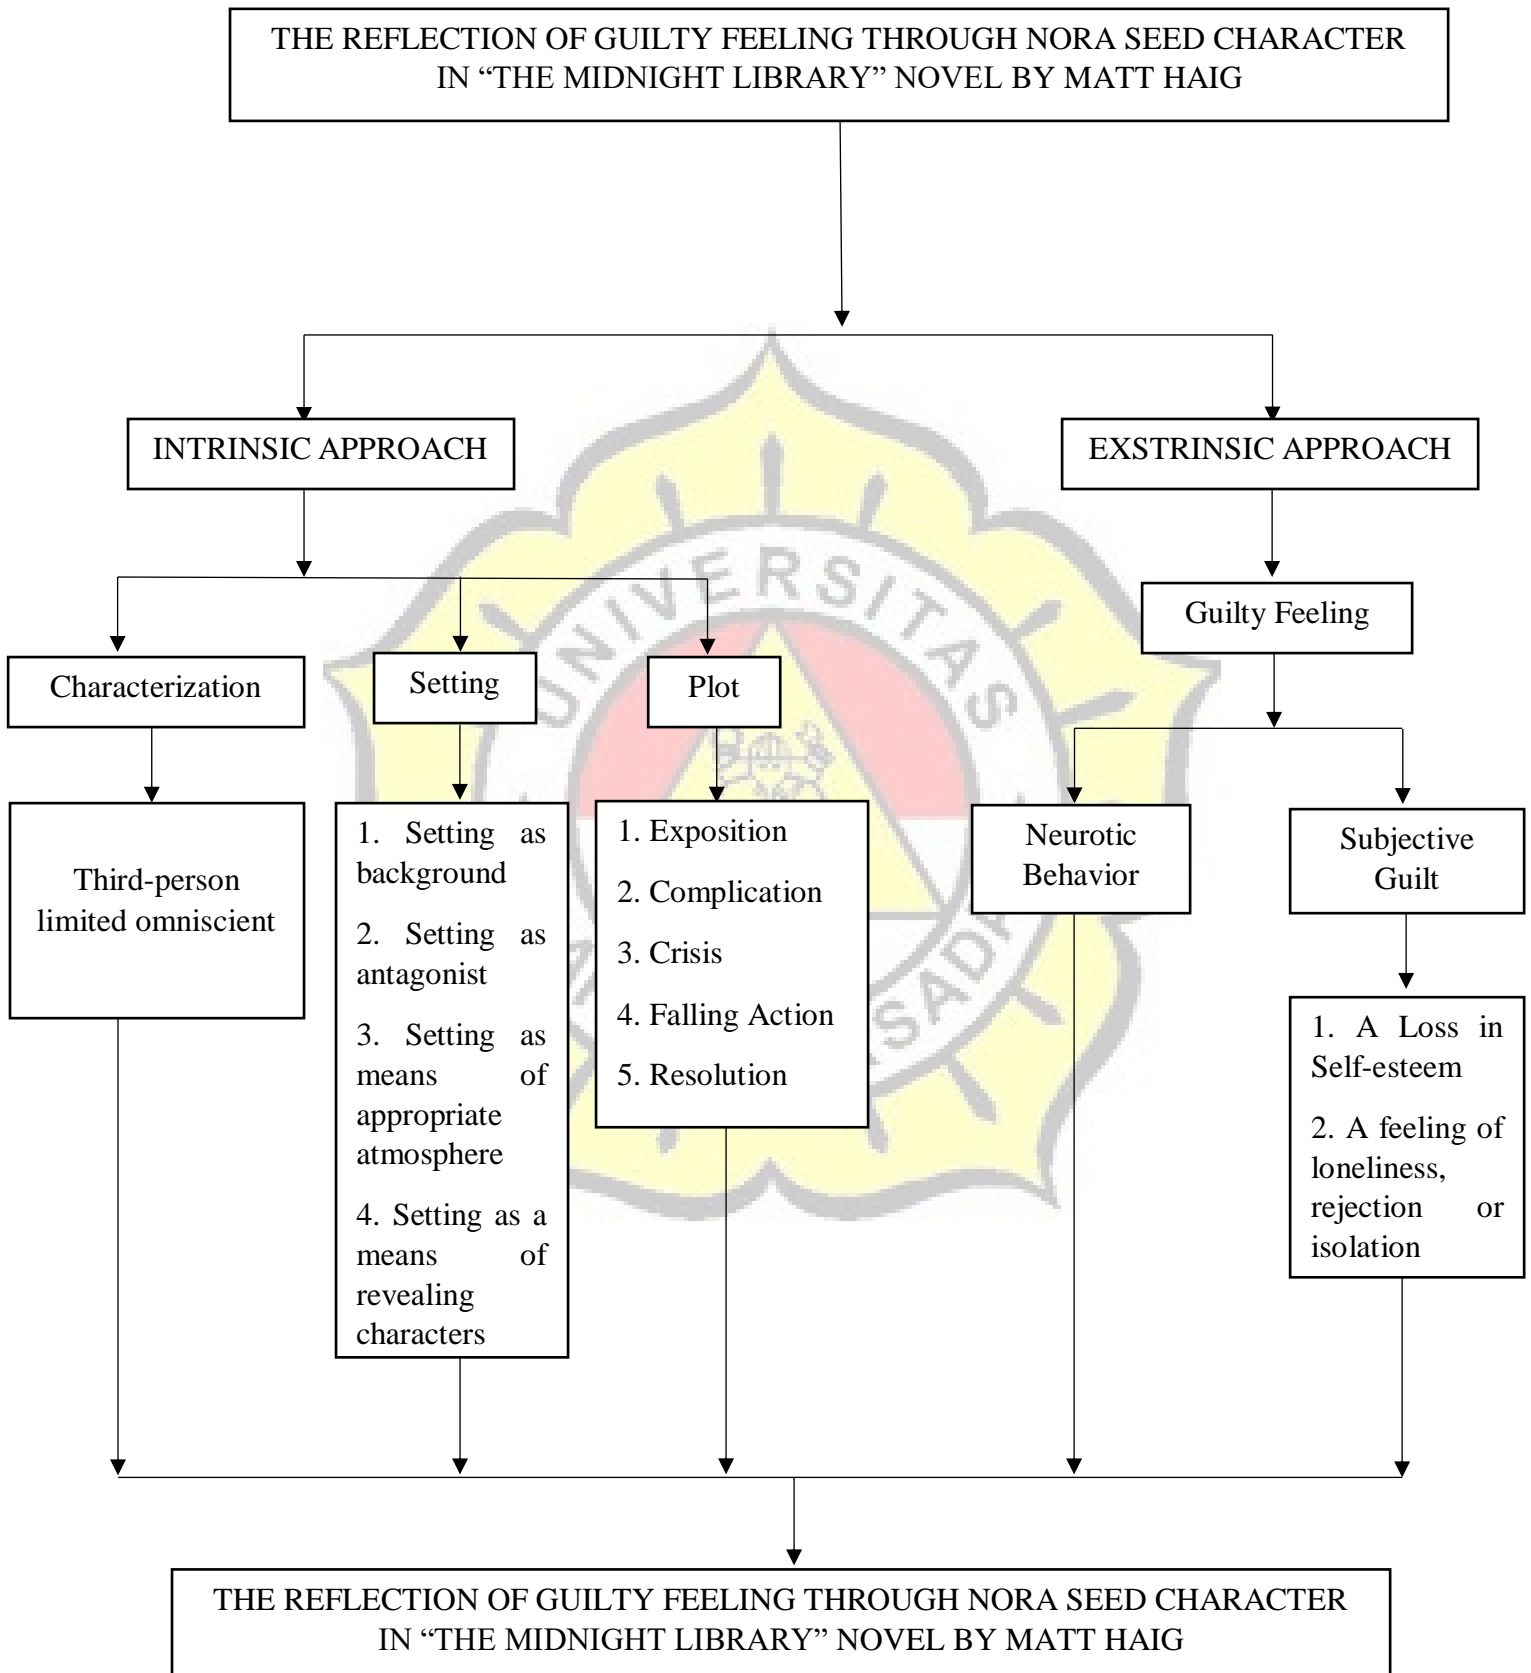 THE REFLECTION OF GUILTY FEELING THROUGH NORA SEED CHARACTER
IN “THE MIDNIGHT LIBRARY” NOVEL BY MATT HAIG
INTRINSIC APPROACH
EXSTRINSIC APPROACH
UNIVERSITAS
Guilty Feeling
Characterization
Setting
Plot
Third-person
limited omniscient
1. Setting as
background
2. Setting as
antagonist
3. Setting as
means of
appropriate
atmosphere
4. Setting as a
means of
revealing
characters
1. Exposition
2. Complication
3. Crisis
4. Falling Action
5. Resolution
Neurotic
Behavior
Subjective
Guilt
1. A Loss in
Self-esteem
2. A feeling of
loneliness,
rejection or
isolation
THE REFLECTION OF GUILTY FEELING THROUGH NORA SEED CHARACTER
IN “THE MIDNIGHT LIBRARY” NOVEL BY MATT HAIG